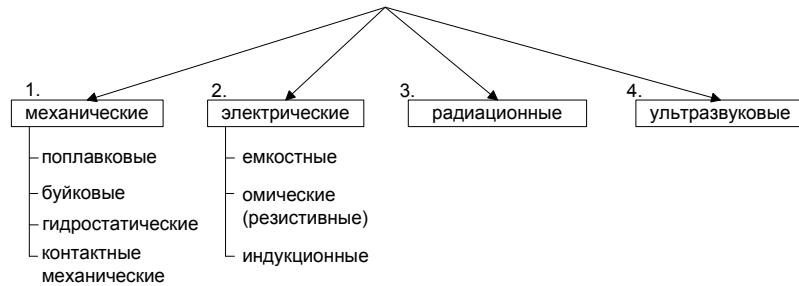 1.
механические
поплавковые
буйковые
гидростатические
контактные
механические
2.
электрические
емкостные
омические
(резистивные)
индукционные
3.
радиационные
4.
ультразвуковые